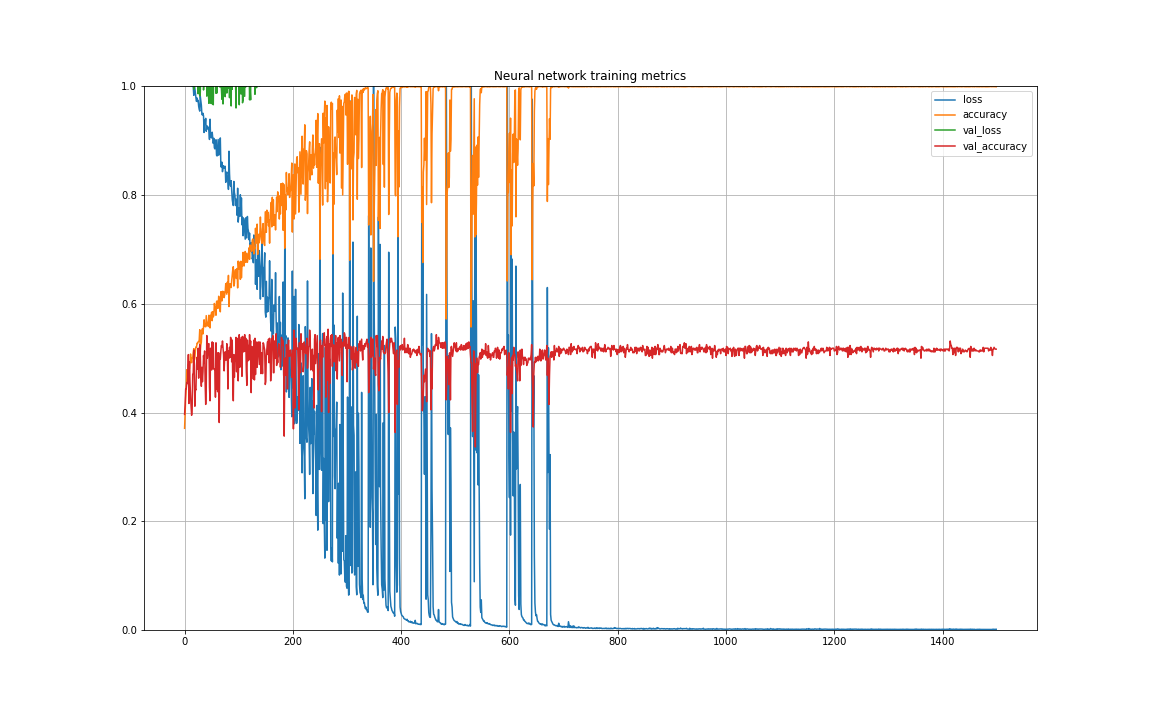 Neural network training metrics
1.0
0.8
0.6
0.4
0.2
0.0
loss
accuracy
val_loss
val_accuracy
0 200 400 600 800 1000 1200 1400